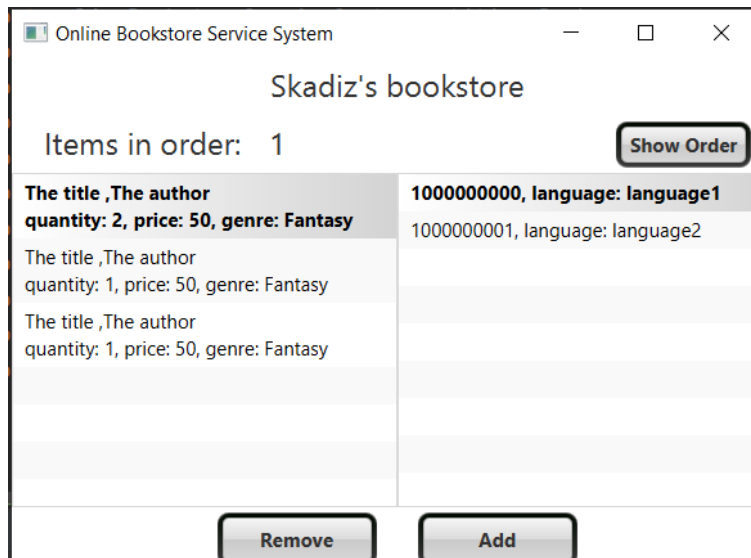 Online Bookstore Service System
Skadiz's bookstore
Items in order: 1
Show Order
The title ,The author
quantity: 2, price: 50, genre: Fantasy
The title ,The author
quantity: 1, price: 50, genre: Fantasy
The title ,The author
quantity: 1, price: 50, genre: Fantasy
1000000000, language: language1
1000000001, language: language2
Remove
Add